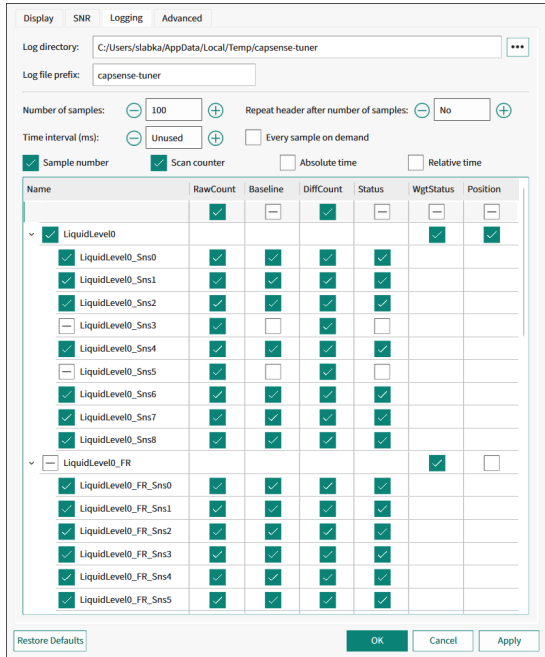 Display SNR Logging Advanced
Log directory: C:/Users/slabka/AppData/Local/Temp/capsense-tuner
Log file prefix: capsense-tuner
Number of samples: 100 Repeat header after number of samples: No
Time interval (ms): Unused Every sample on demand
Sample number Scan counter Absolute time Relative time
Name RawCount Baseline DiffCount Status WgtStatus Position
LiquidLevel0
LiquidLevel0_Sns0
LiquidLevel0_Sns1
LiquidLevel0_Sns2
LiquidLevel0_Sns3
LiquidLevel0_Sns4
LiquidLevel0_Sns5
LiquidLevel0_Sns6
LiquidLevel0_Sns7
LiquidLevel0_Sns8
LiquidLevel0_FR
LiquidLevel0_FR_Sns0
LiquidLevel0_FR_Sns1
LiquidLevel0_FR_Sns2
LiquidLevel0_FR_Sns3
LiquidLevel0_FR_Sns4
LiquidLevel0_FR_Sns5
Restore Defaults OK Cancel Apply